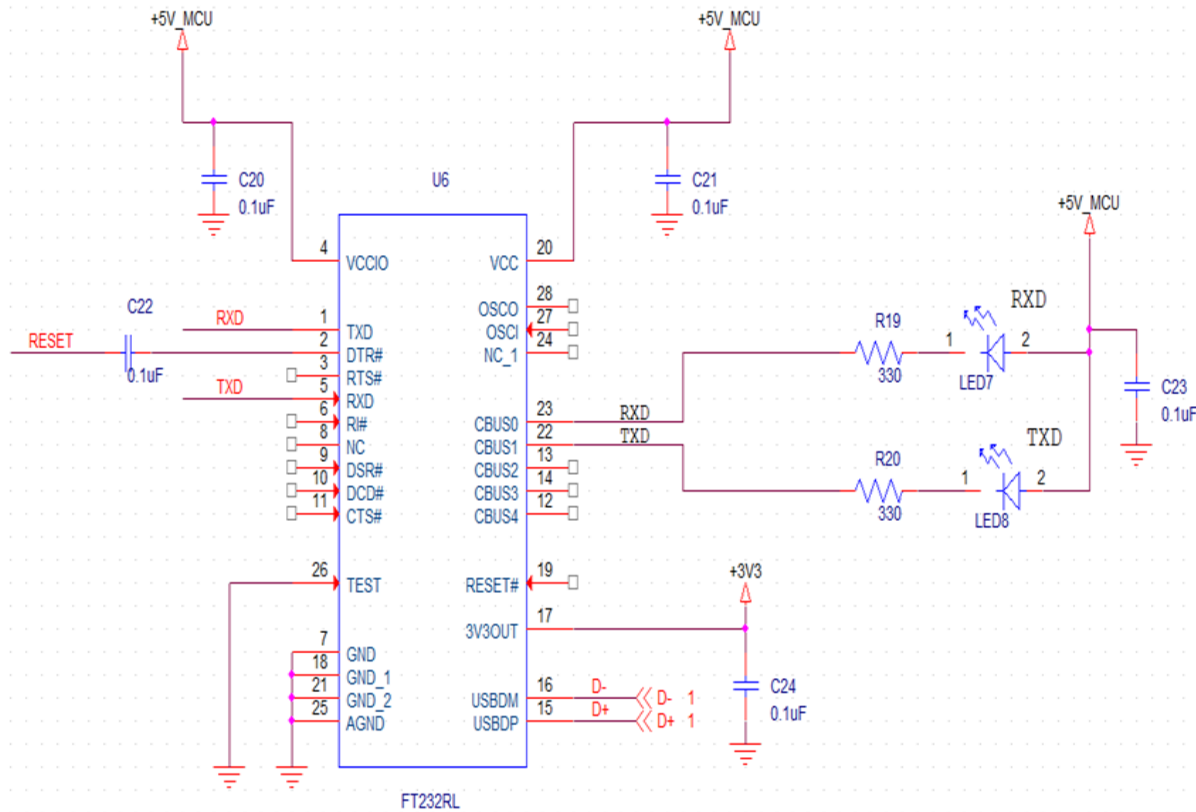 +5V_MCU
+5V_MCU
C20
0.1uF
U6
C21
0.1uF
+5V_MCU
4
VCCIO
VCC
20
C22
0.1uF
RESET
RXD
1
TXD
2
DTR#
3
RTS#
TXD
5
RXD
6
RI#
8
NC
9
DSR#
10
DCD#
11
CTS#
OSCO
28
OSCI
27
NC_1
24
CBUS0
23
RXD
CBUS1
22
TXD
CBUS2
13
CBUS3
14
CBUS4
12
R19
330
1
LED7
2
RXD
C23
0.1uF
R20
330
1
LED8
2
TXD
26
TEST
RESET#
19
+3V3
3V3OUT
17
7
GND
18
GND_1
21
GND_2
25
AGND
USBDM
16
D-
D- 1
USBDP
15
D+
D+ 1
C24
0.1uF
FT232RL